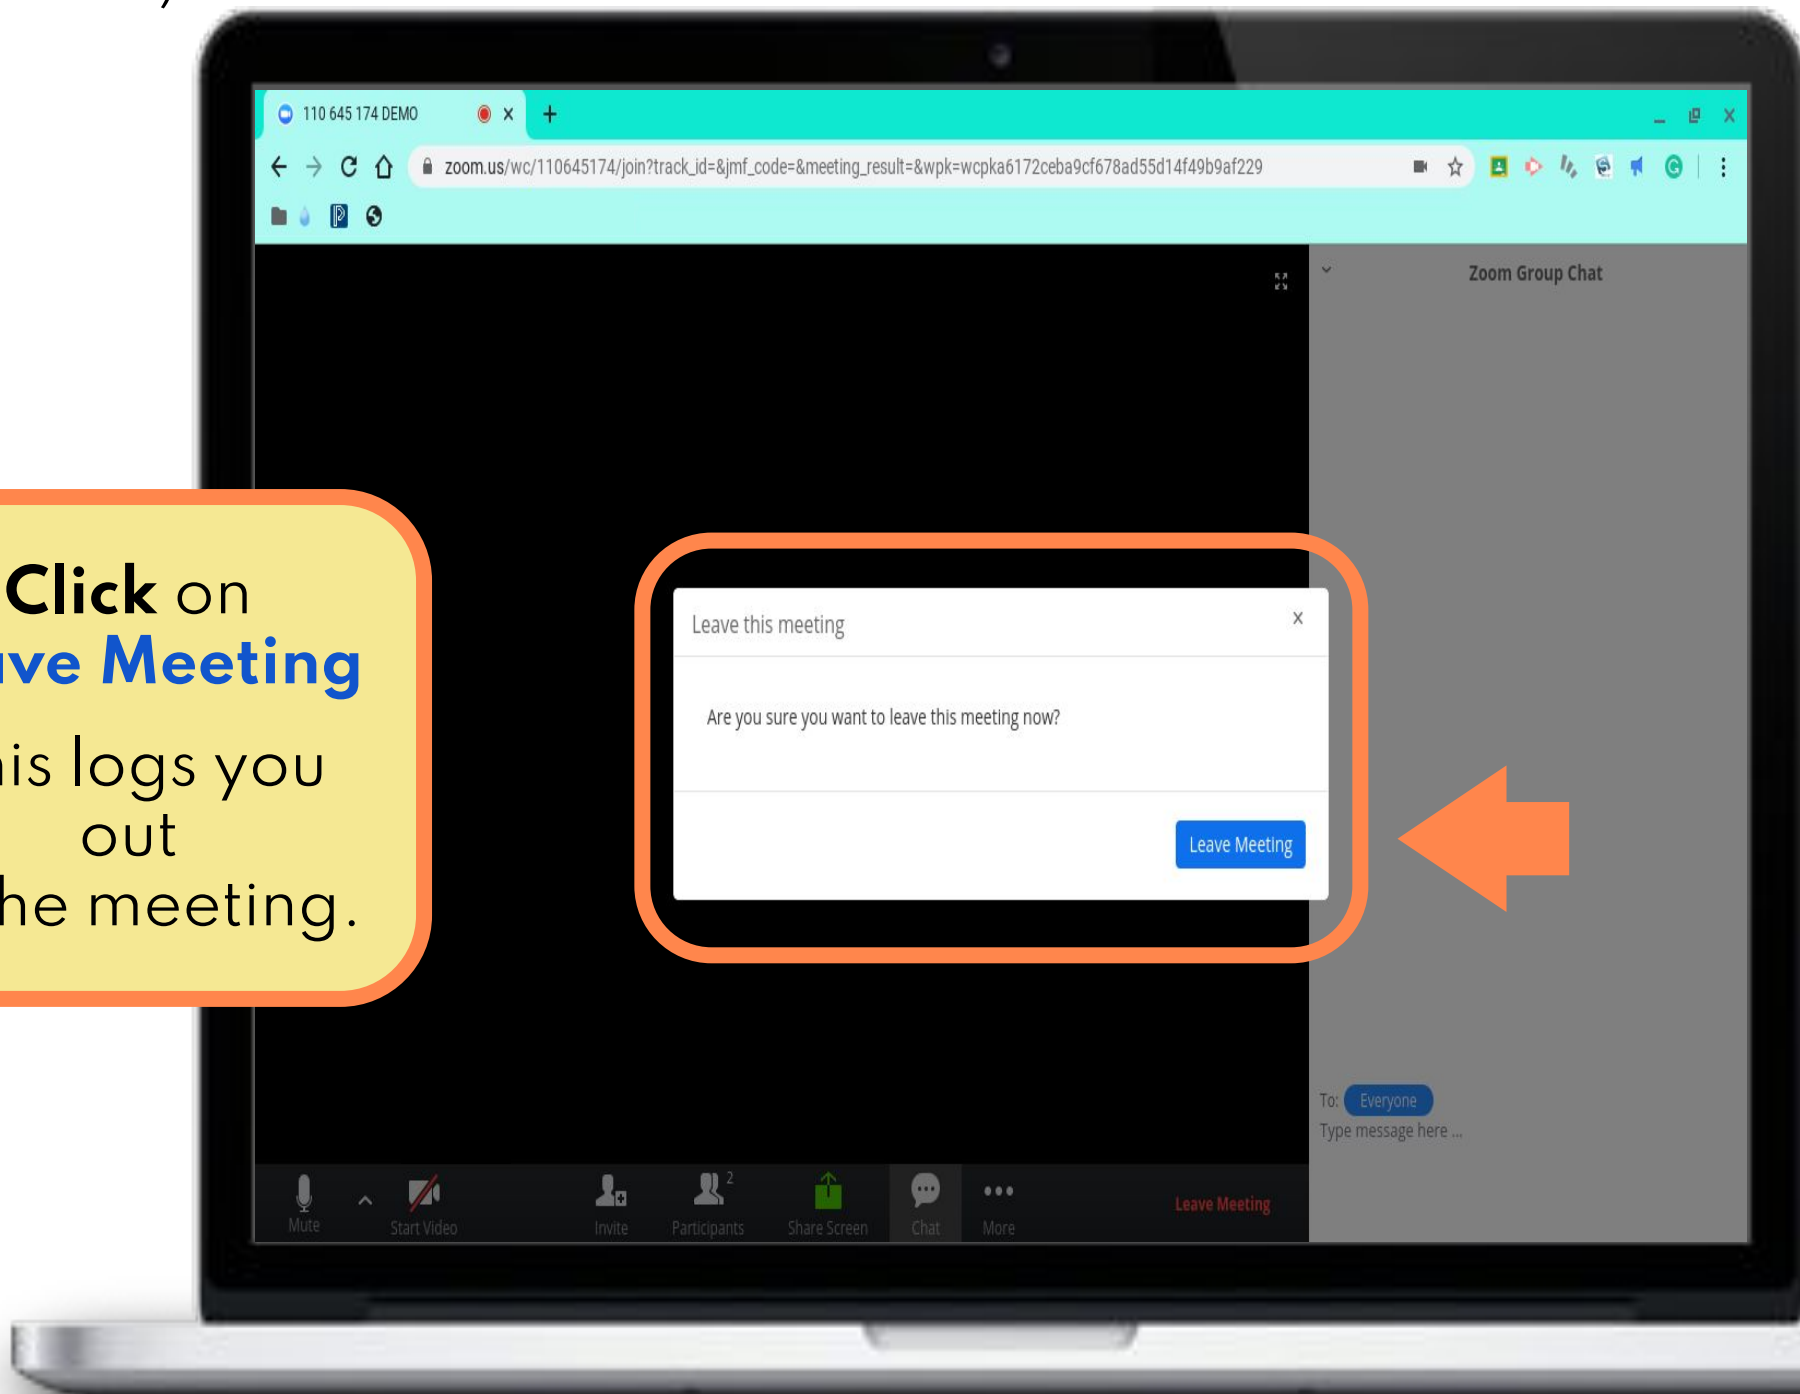 110 645 174 DEMO
zoom.us/wc/110645174/join?track_id=&jmf_code=&meeting_result=&wpk=wcpka6172ceba9cf678ad55d14f49b9af229
Zoom Group Chat
Click on
ave Meeting
his logs you
out
he meeting.
Leave this meeting
Are you sure you want to leave this meeting now?
Leave Meeting
To: Everyone
Type message here ...
Mute
Start Video
Invite
Participants 2
Share Screen
Chat
More
Leave Meeting